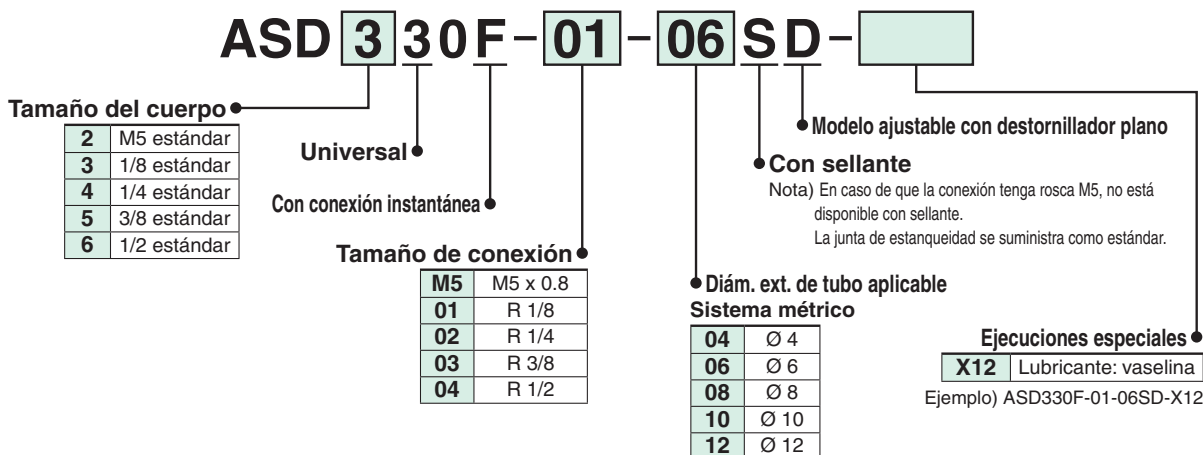 ASD 3 3 0 F - 01 - 06 S D -
Tamaño del cuerpo
2 M5 estándar
3 1/8 estándar
4 1/4 estándar
5 3/8 estándar
6 1/2 estándar
Universal
Con conexión instantánea
Tamaño de conexión
M5 M5 x 0.8
01 R 1/8
02 R 1/4
03 R 3/8
04 R 1/2
Modelo ajustable con destornillador plano
Con sellante
Nota) En caso de que la conexión tenga rosca M5, no está
disponible con sellante.
La junta de estanqueidad se suministra como estándar.
Diám. ext. de tubo aplicable
Sistema métrico
04 Ø 4
06 Ø 6
08 Ø 8
10 Ø 10
12 Ø 12
Ejecuciones especiales
X12 Lubricante: vaselina
Ejemplo) ASD330F-01-06SD-X12